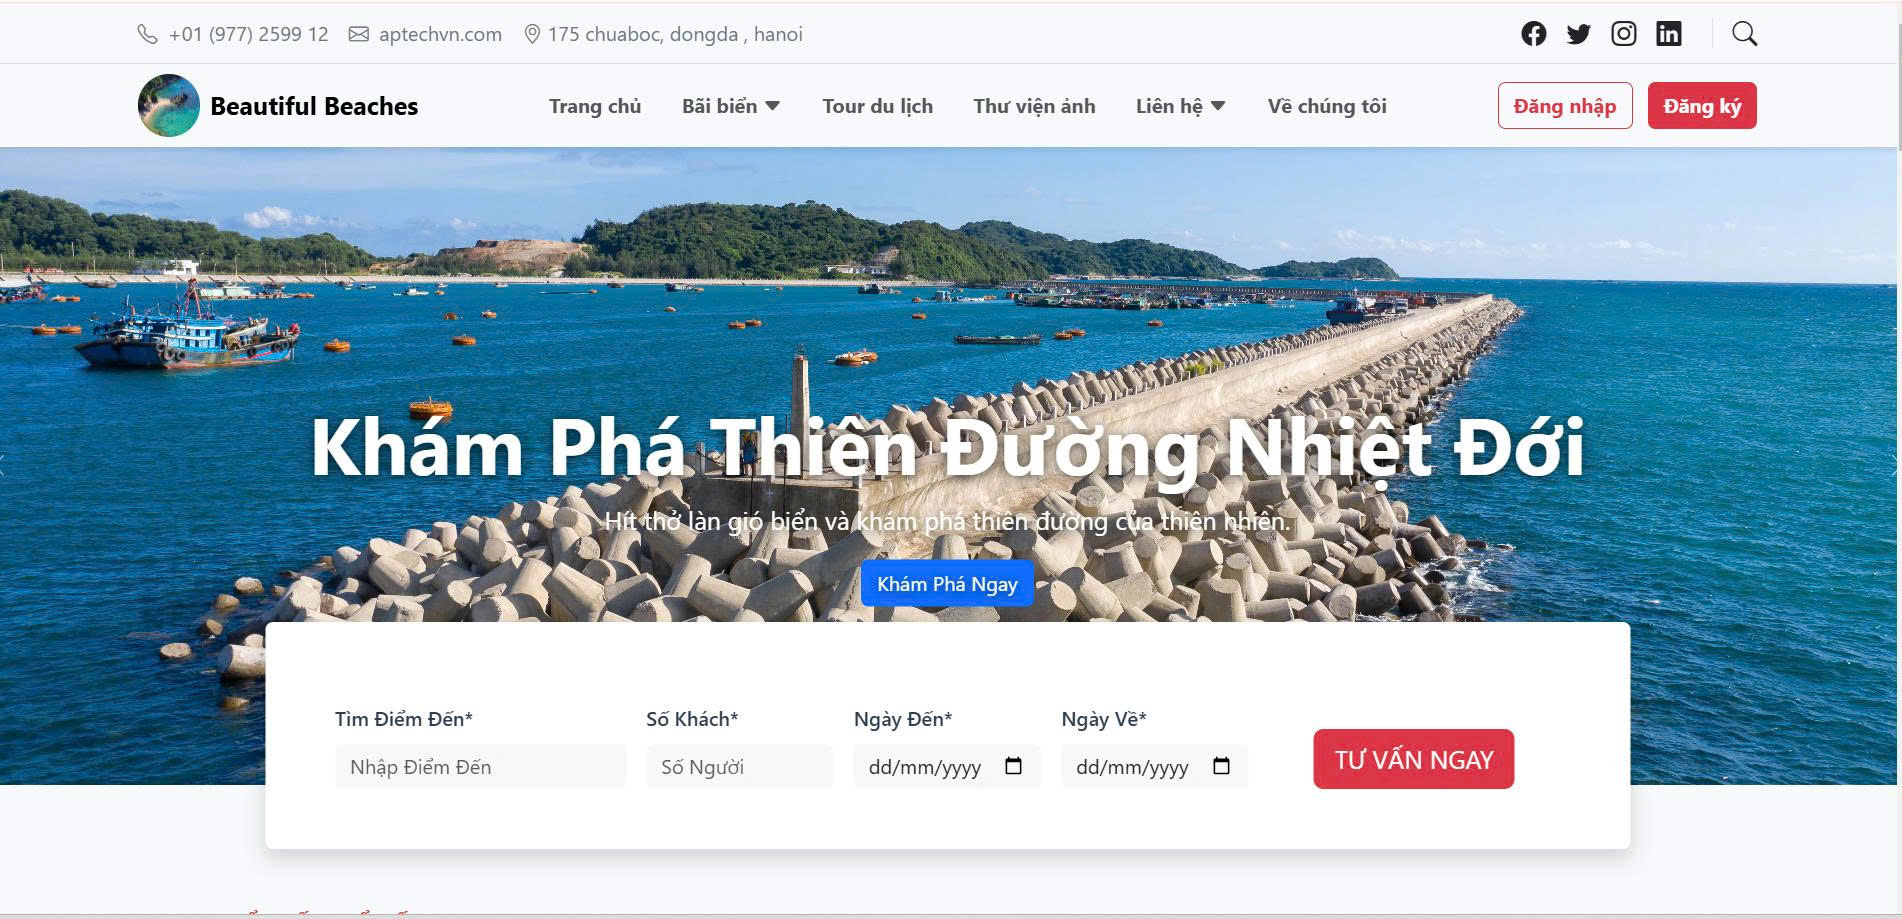 +01 (977) 2599 12 aptechvn.com 175 chuaboc, dongda , hanoi
Beautiful Beaches Trang chủ Bãi biển Tour du lịch Thư viện ảnh Liên hệ Về chúng tôi Đăng nhập Đăng ký
Khám Phá Thiên Đường Nhiệt Đới
Hít thở làn gió biển và khám phá thiên đường của thiên nhiên.
Khám Phá Ngay
Tìm Điểm Đến* Số Khách* Ngày Đến* Ngày Về*
Nhập Điểm Đến Số Người dd/mm/yyyy dd/mm/yyyy TƯ VẤN NGAY